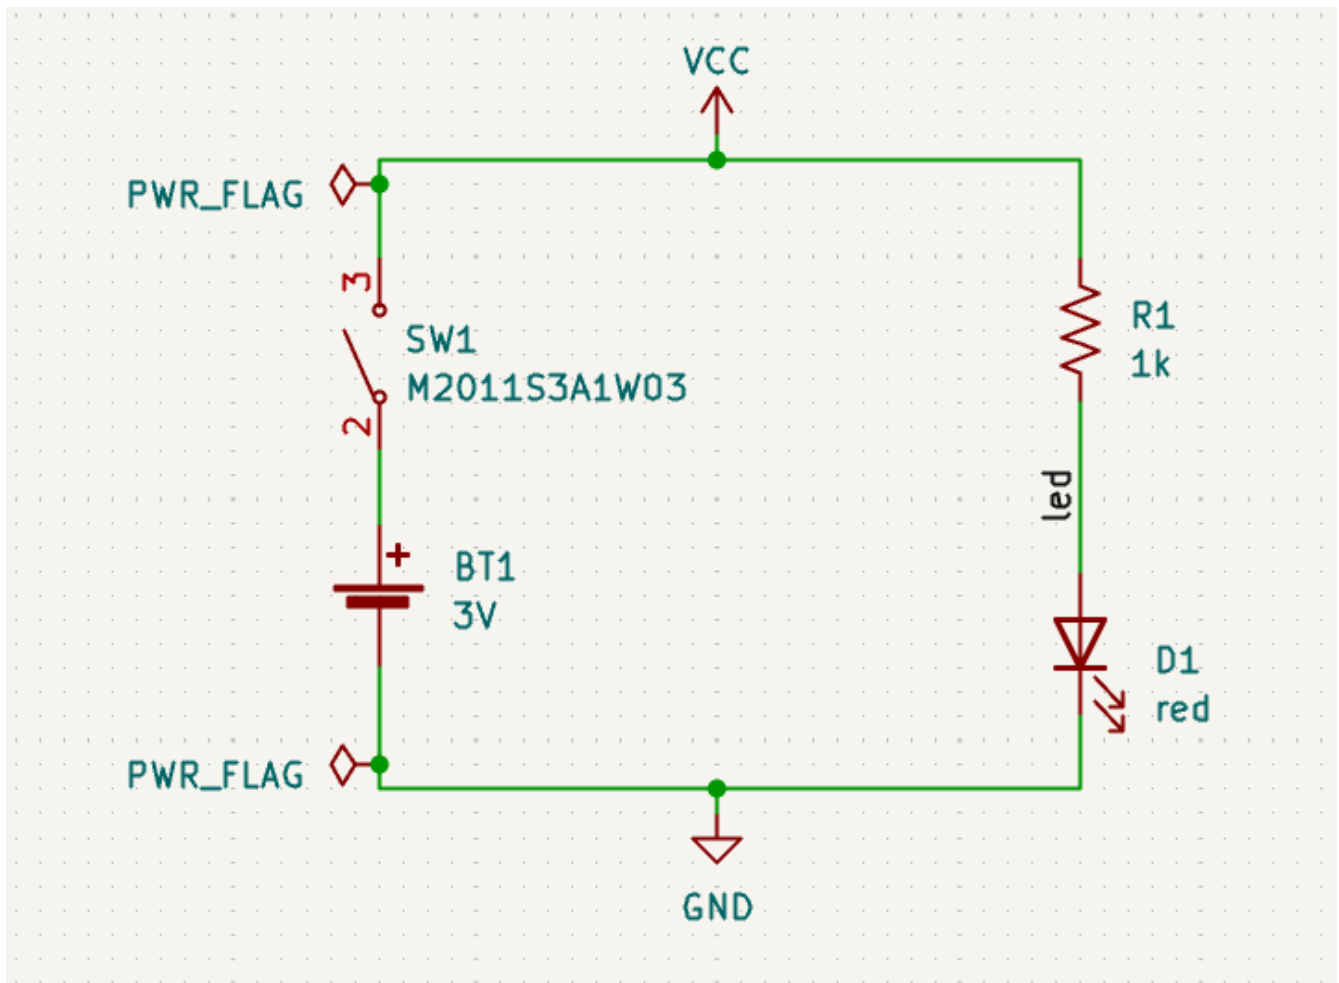 VCC
PWR_FLAG
3
SW1
M2011S3A1W03
2
R1
1k
led
+
BT1
3V
D1
red
PWR_FLAG
GND